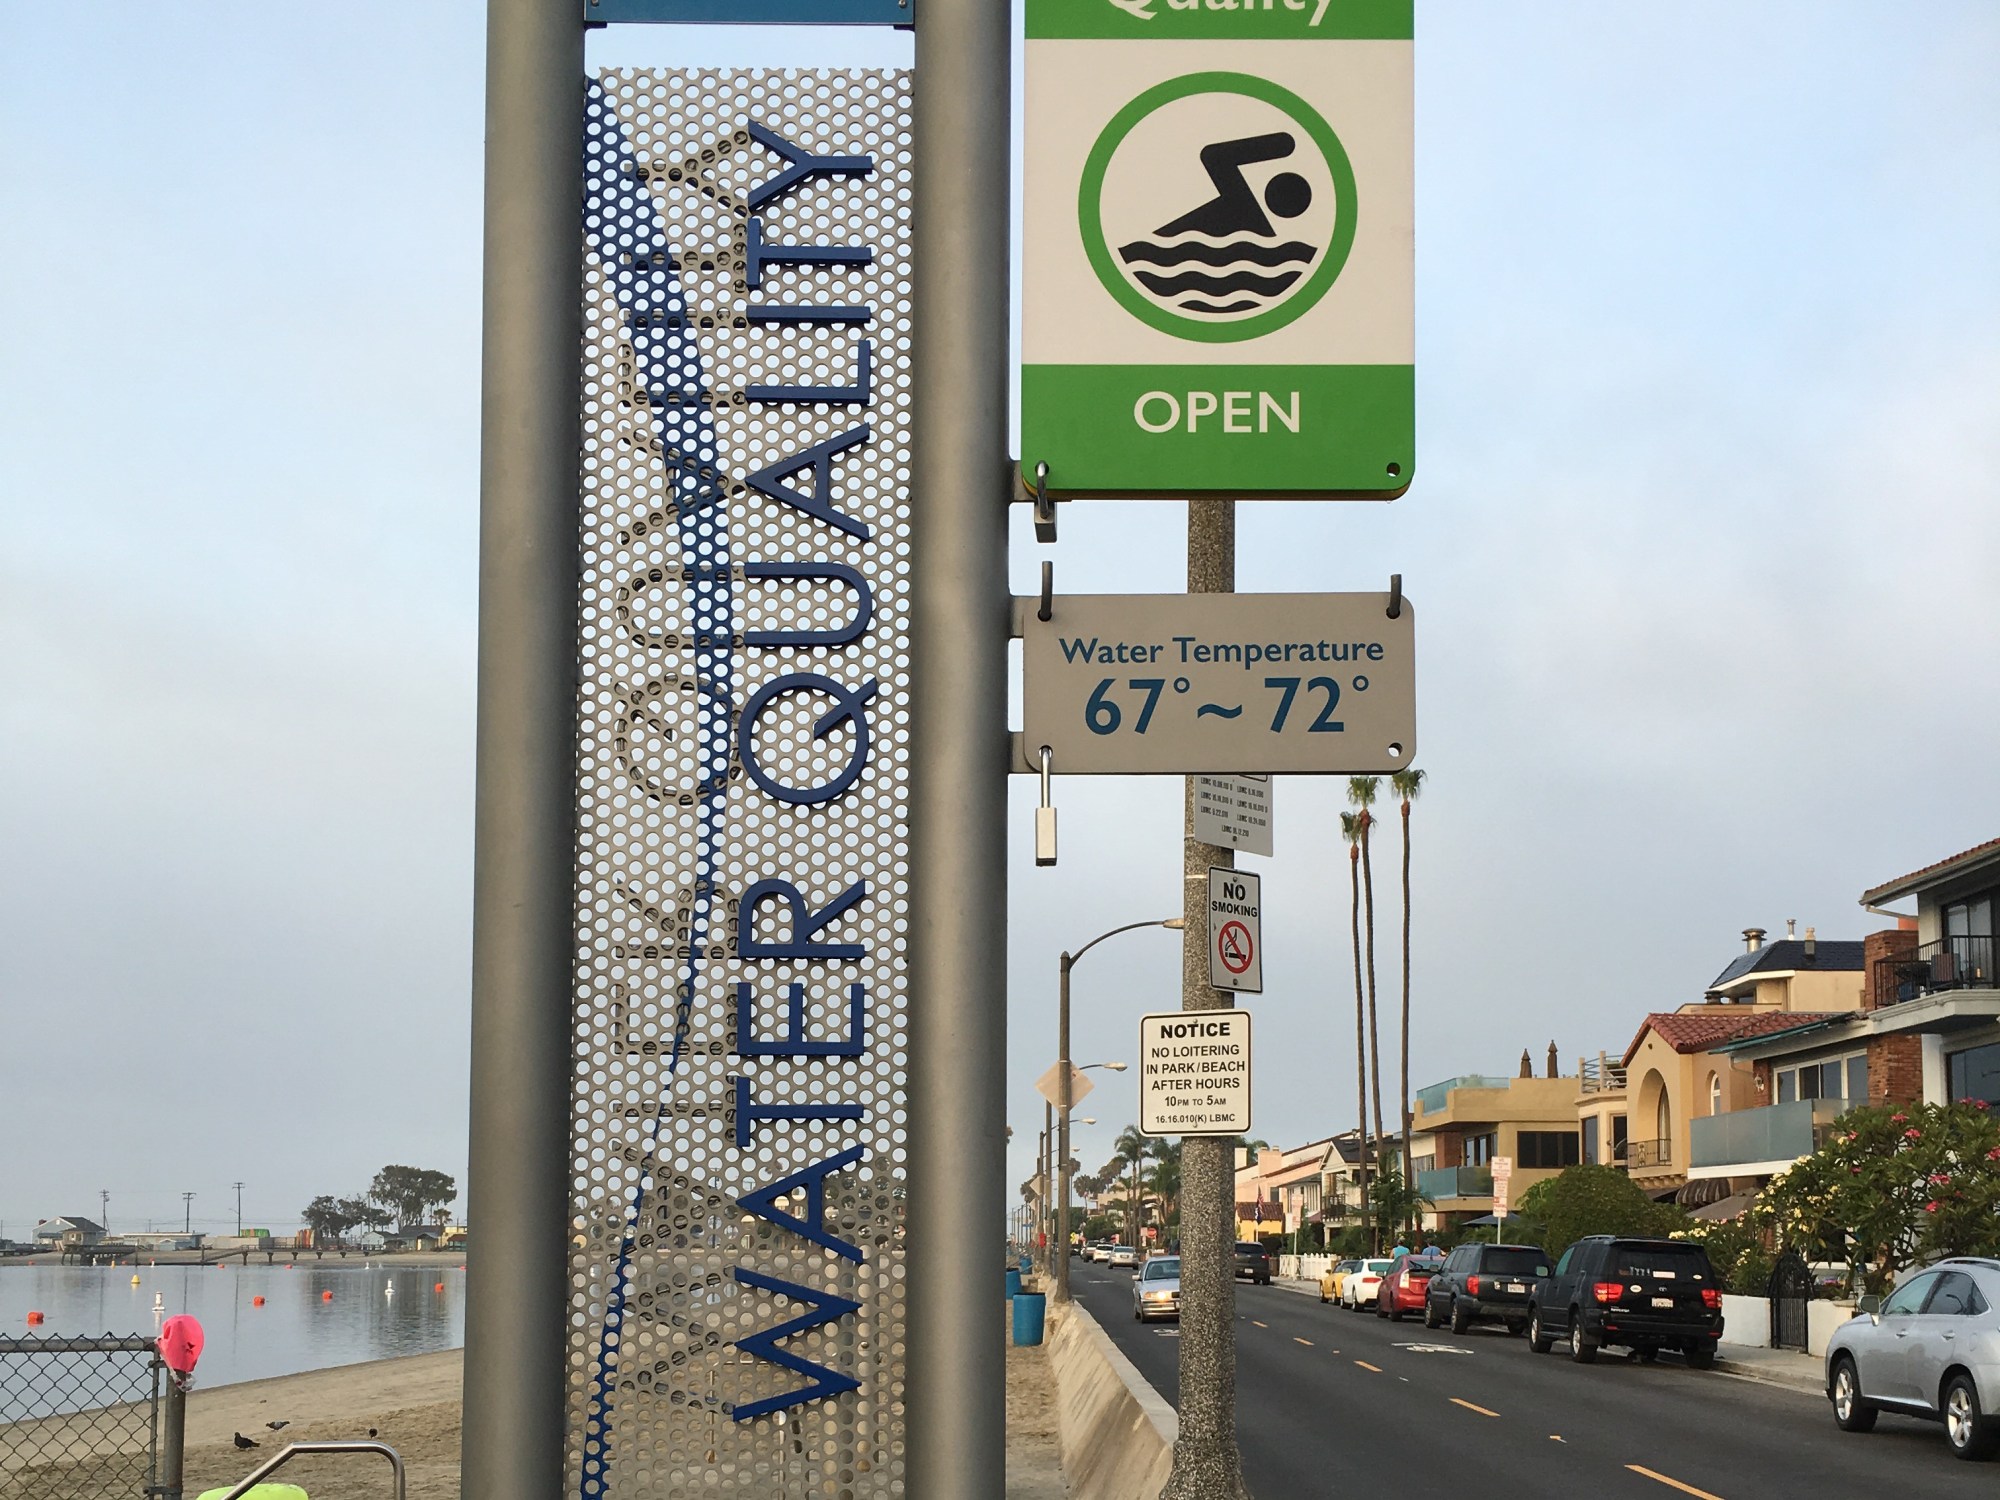 WATER QUALITY
Quality
OPEN
Water Temperature
67° ~ 72°
NO
SMOKING
NOTICE
NO LOITERING
IN PARK/BEACH
AFTER HOURS
10PM TO 5AM
16.16.010(K) LBMC